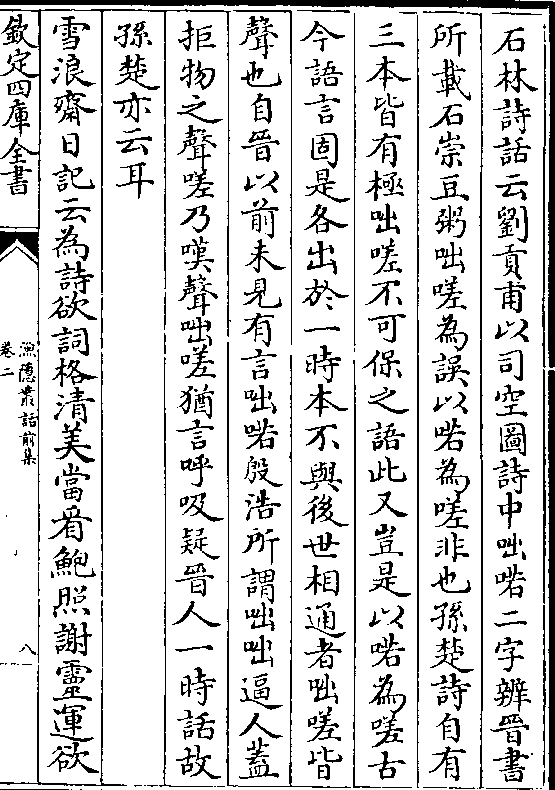 石林詩話云劉貢甫以司空圖詩中咄喏二字辨晉書
所載石崇豆粥咄嗟為誤以喏為嗟非也孫楚詩自有
三本皆有極咄嗟不可保之語此又豈是以喏為嗟古
今語言固是各出於一時本不與後世相通者咄嗟皆
聲也自晉以前未見有言咄喏殷浩所謂咄咄逼人蓋
拒物之聲嗟乃嘆聲咄嗟猶言呼吸疑晉人一時話故
孫楚亦云耳
雪浪齋日記云為詩欲詞格清美當看鮑照謝靈運欲
欽定四庫全書
漁隱叢話前集
卷二
八